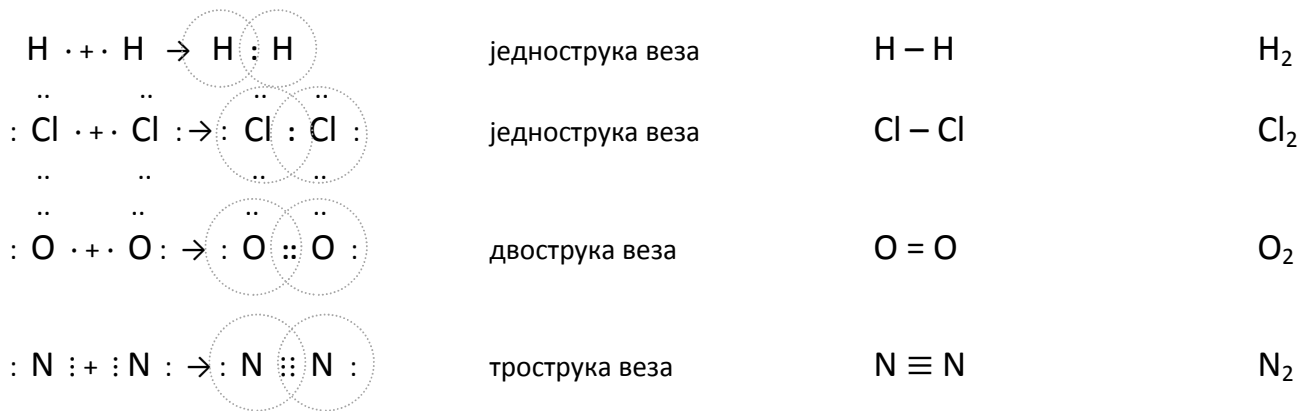 H · + · H → H : H једнострука веза H – H H₂
.. .. .. ..
: Cl · + · Cl : → : Cl : Cl : једнострука веза Cl – Cl Cl₂
.. .. .. ..
.. .. .. ..
: O · + · O : → : O :: O : двострука веза O = O O₂
: N ⋮ + ⋮ N : → : N ⋮⋮ N : трострука веза N ≡ N N₂